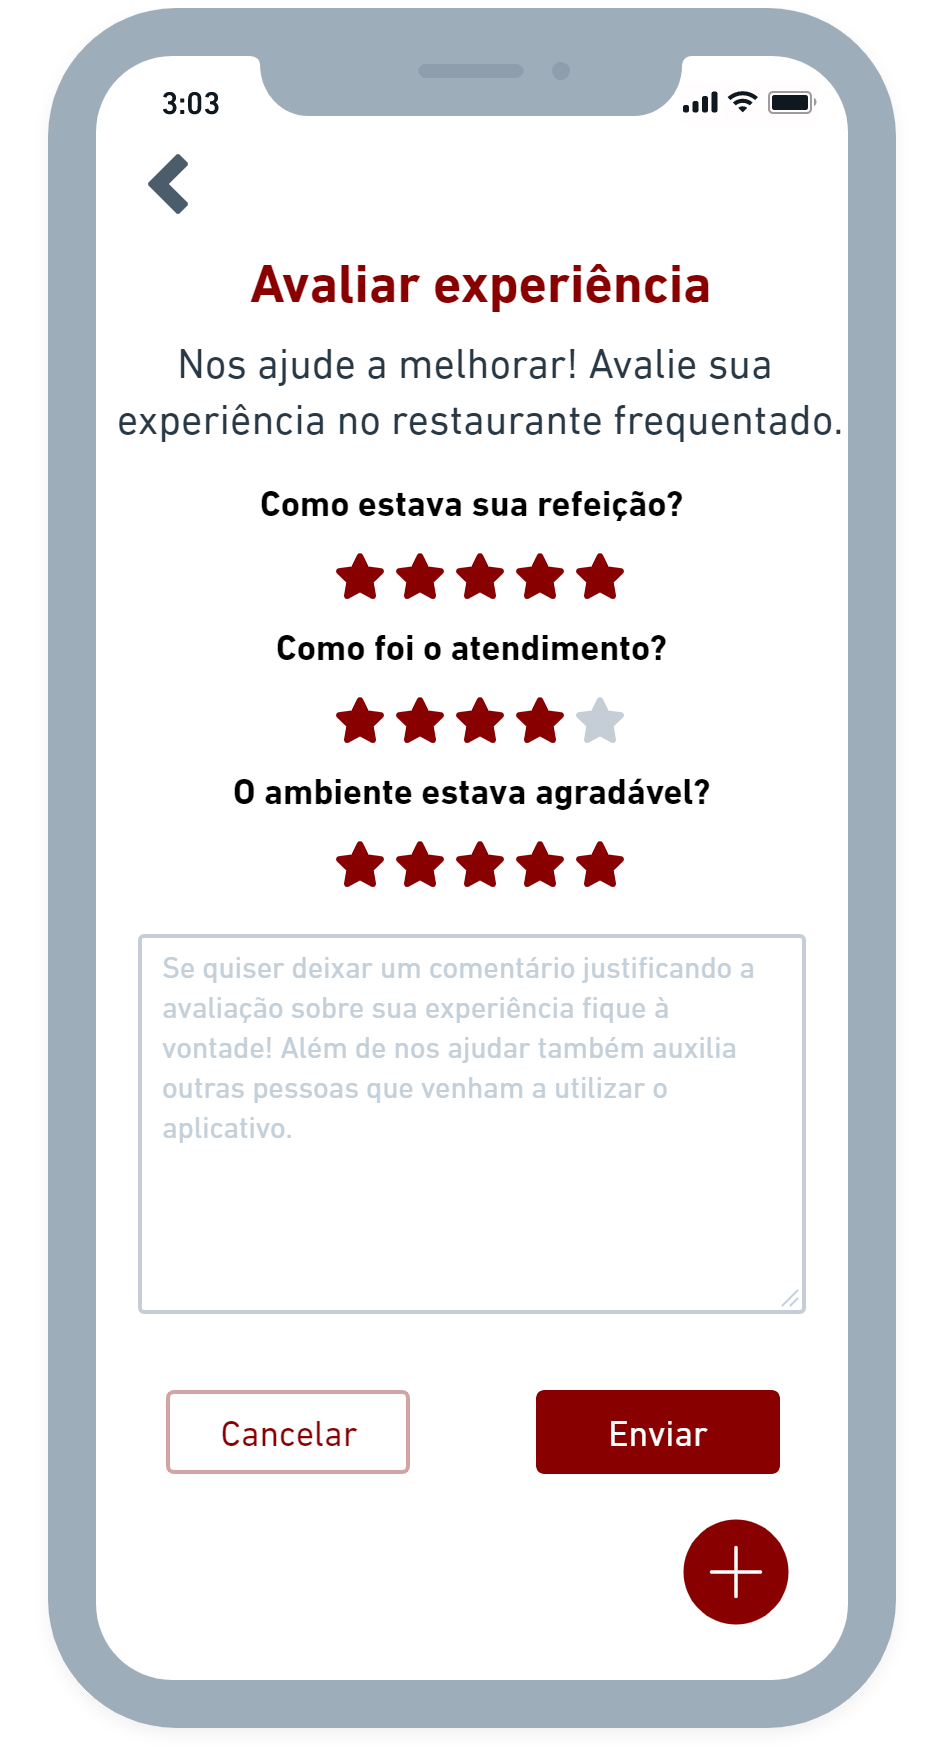 3:03
Avaliar experiência
Nos ajude a melhorar! Avalie sua
experiência no restaurante frequentado.
Como estava sua refeição?
Como foi o atendimento?
O ambiente estava agradável?
Se quiser deixar um comentário justificando a
avaliação sobre sua experiência fique à
vontade! Além de nos ajudar também auxilia
outras pessoas que venham a utilizar o
aplicativo.
Cancelar
Enviar